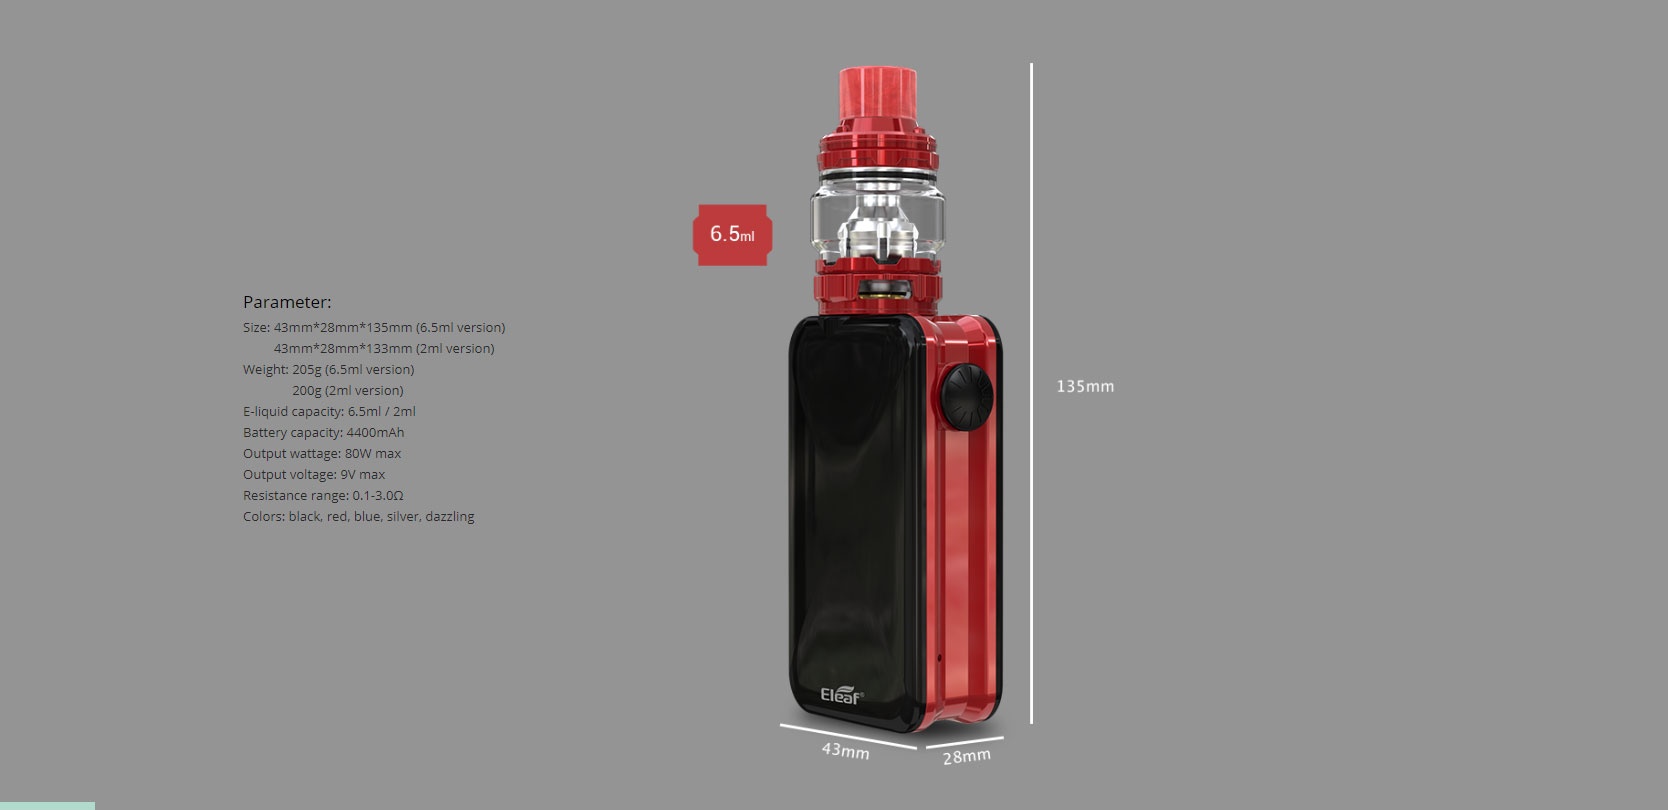 6.5ml
Parameter:
Size: 43mm*28mm*135mm (6.5ml version)
43mm*28mm*133mm (2ml version)
Weight: 205g (6.5ml version)
200g (2ml version)
E-liquid capacity: 6.5ml / 2ml
Battery capacity: 4400mAh
Output wattage: 80W max
Output voltage: 9V max
Resistance range: 0.1-3.0Ω
Colors: black, red, blue, silver, dazzling
135mm
Eleaf®
43mm
28mm